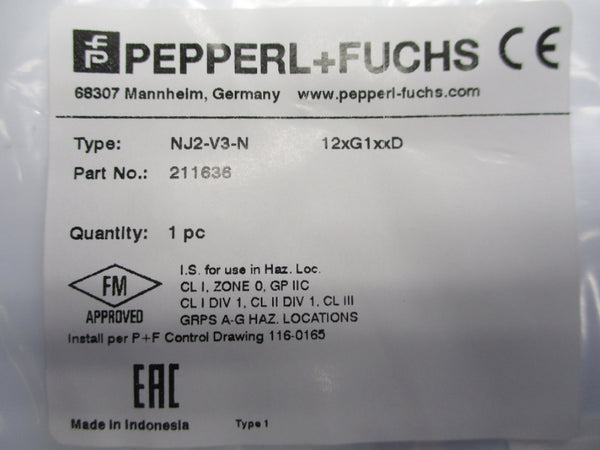 PEPPERL+FUCHS CE
68307 Mannheim, Germany www.pepperl-fuchs.com
Type: NJ2-V3-N 12xG1xxD
Part No.: 211636
Quantity: 1 pc
FM
APPROVED
I.S. for use in Haz. Loc.
CL I, ZONE 0, GP IIC
CL I DIV 1, CL II DIV 1, CL III
GRPS A-G HAZ. LOCATIONS
Install per P+F Control Drawing 116-0165
EAC
Made in Indonesia Type 1